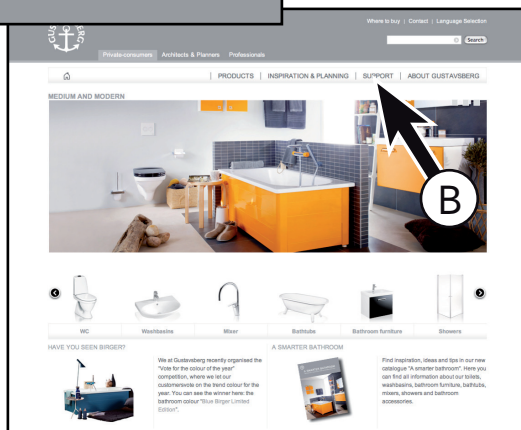 Where to buy | Contact | Language Selection
GUSTAVSBERG
Search
Private-consumers Architects & Planners Professionals
PRODUCTS | INSPIRATION & PLANNING | SUPPORT | ABOUT GUSTAVSBERG
MEDIUM AND MODERN
B
WC Washbasins Mixer Bathtubs Bathroom furniture Showers
HAVE YOU SEEN BIRGER?
We at Gustavsberg recently organised the
"Vote for the colour of the year"
competition, where we let our
customersvote on the trend colour for the
year. You can see the winner here: the
bathroom colour "Blue Birger Limited
Edition".
A SMARTER BATHROOM
Find inspiration, ideas and tips in our new
catalogue "A smarter bathroom". Here you
can find all information about our toilets,
washbasins, bathroom furniture, bathtubs,
mixers, showers and bathroom
accessories.